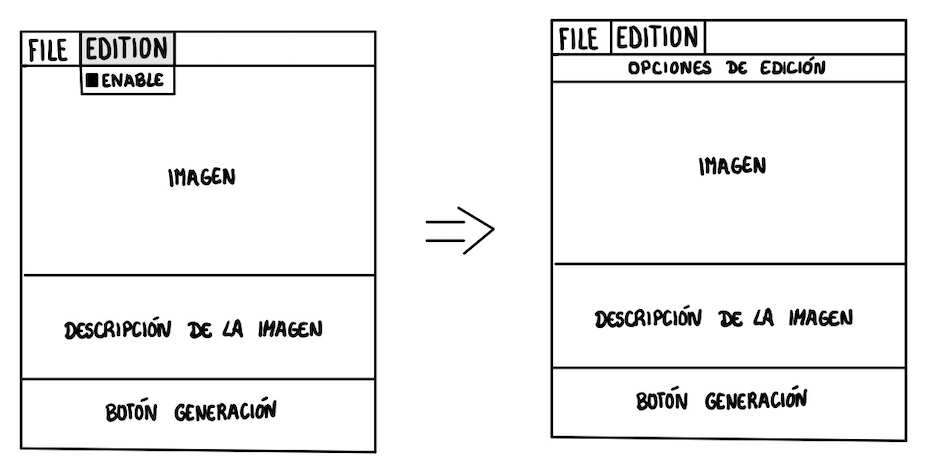 FILE EDITION
ENABLE
IMAGEN
DESCRIPCIÓN DE LA IMAGEN
BOTÓN GENERACIÓN
FILE EDITION
OPCIONES DE EDICIÓN
IMAGEN
DESCRIPCIÓN DE LA IMAGEN
BOTÓN GENERACIÓN